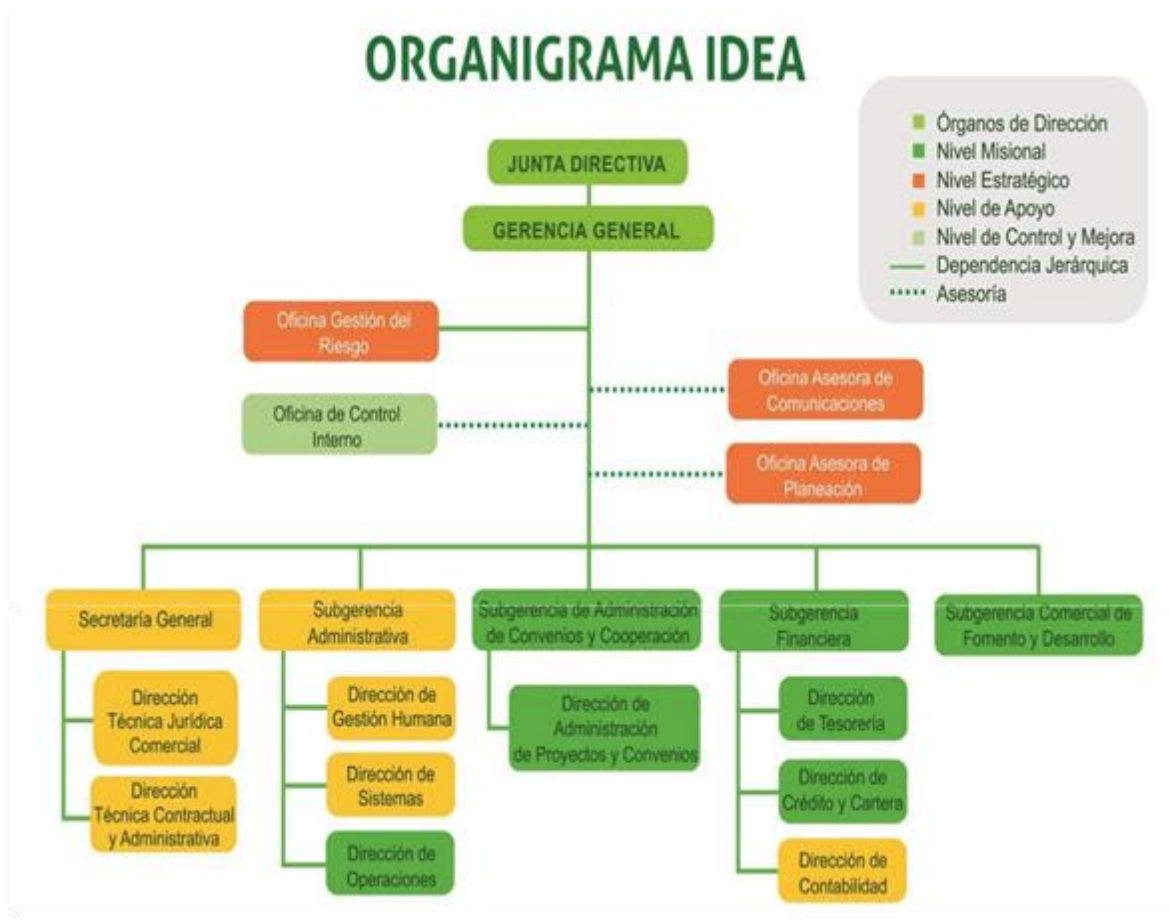 ORGANIGRAMA IDEA
Órganos de Dirección
Nivel Misional
Nivel Estratégico
Nivel de Apoyo
Nivel de Control y Mejora
Dependencia Jerárquica
Asesoría
JUNTA DIRECTIVA
GERENCIA GENERAL
Oficina Gestión del
Riesgo
Oficina Asesora de
Comunicaciones
Oficina de Control
Interno
Oficina Asesora de
Planeación
Secretaría General
Subgerencia
Administrativa
Subgerencia de Administración
de Convenios y Cooperación
Subgerencia
Financiera
Subgerencia Comercial de
Fomento y Desarrollo
Dirección
Técnica Jurídica
Comercial
Dirección
Técnica Contractual
y Administrativa
Dirección de
Gestión Humana
Dirección de
Sistemas
Dirección de
Operaciones
Dirección de
Administración
de Proyectos y Convenios
Dirección
de Tesorería
Dirección de
Crédito y Cartera
Dirección de
Contabilidad